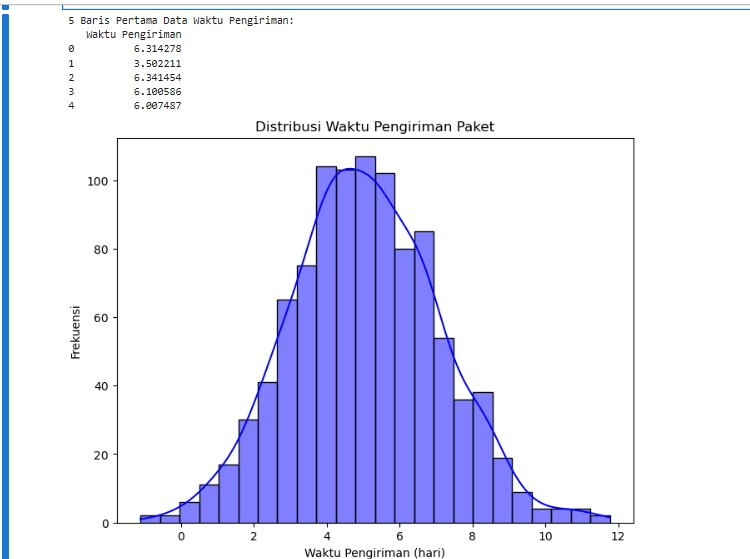 5 Baris Pertama Data Waktu Pengiriman:
Waktu Pengiriman
0 6.314278
1 3.502211
2 6.341454
3 6.100586
4 6.007487
Distribusi Waktu Pengiriman Paket
100
80
60
40
20
0
Frekuensi
0 2 4 6 8 10 12
Waktu Pengiriman (hari)